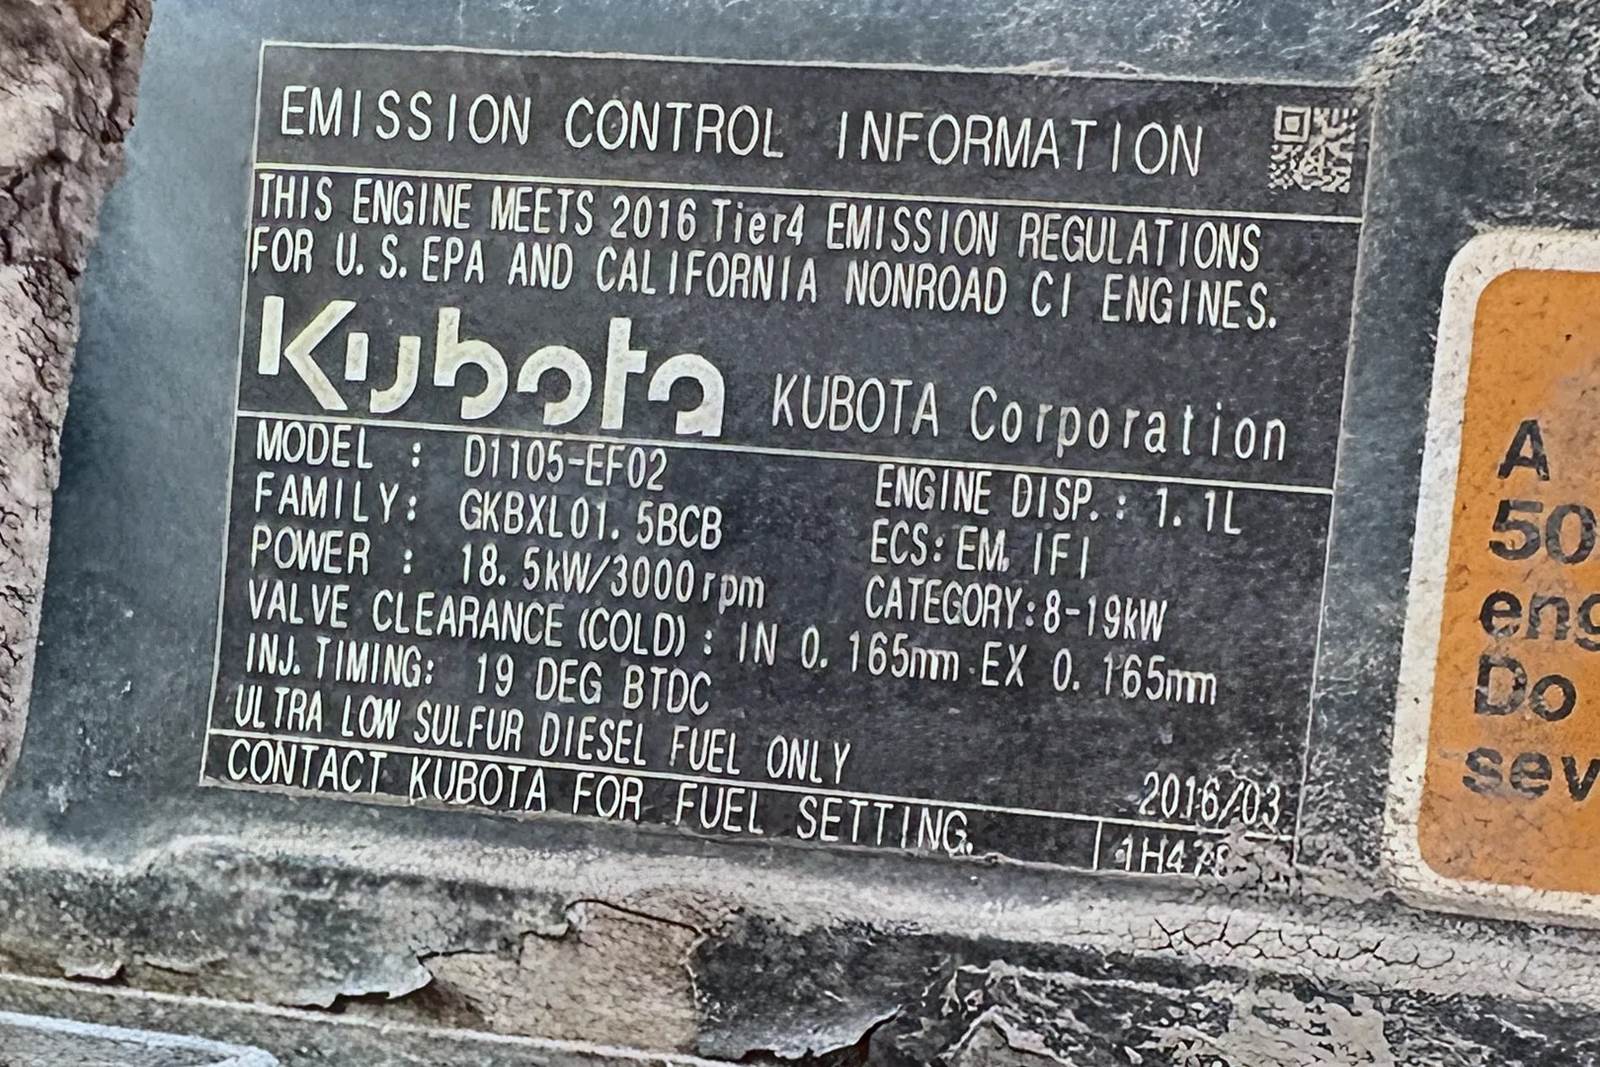 EMISSION CONTROL INFORMATION
THIS ENGINE MEETS 2016 Tier4 EMISSION REGULATIONS
FOR U.S.EPA AND CALIFORNIA NONROAD CI ENGINES.
Kubota KUBOTA Corporation
MODEL : D1105-EF02 ENGINE DISP.: 1.1L
FAMILY: GKBXL01.5BCB ECS: EM, IFI
POWER : 18.5kW/3000rpm CATEGORY:8-19kW
VALVE CLEARANCE (COLD) : IN 0.165mm EX 0.165mm
INJ.TIMING: 19 DEG BTDC
ULTRA LOW SULFUR DIESEL FUEL ONLY
2016/03
CONTACT KUBOTA FOR FUEL SETTING.
A
50
eng
Do
sev